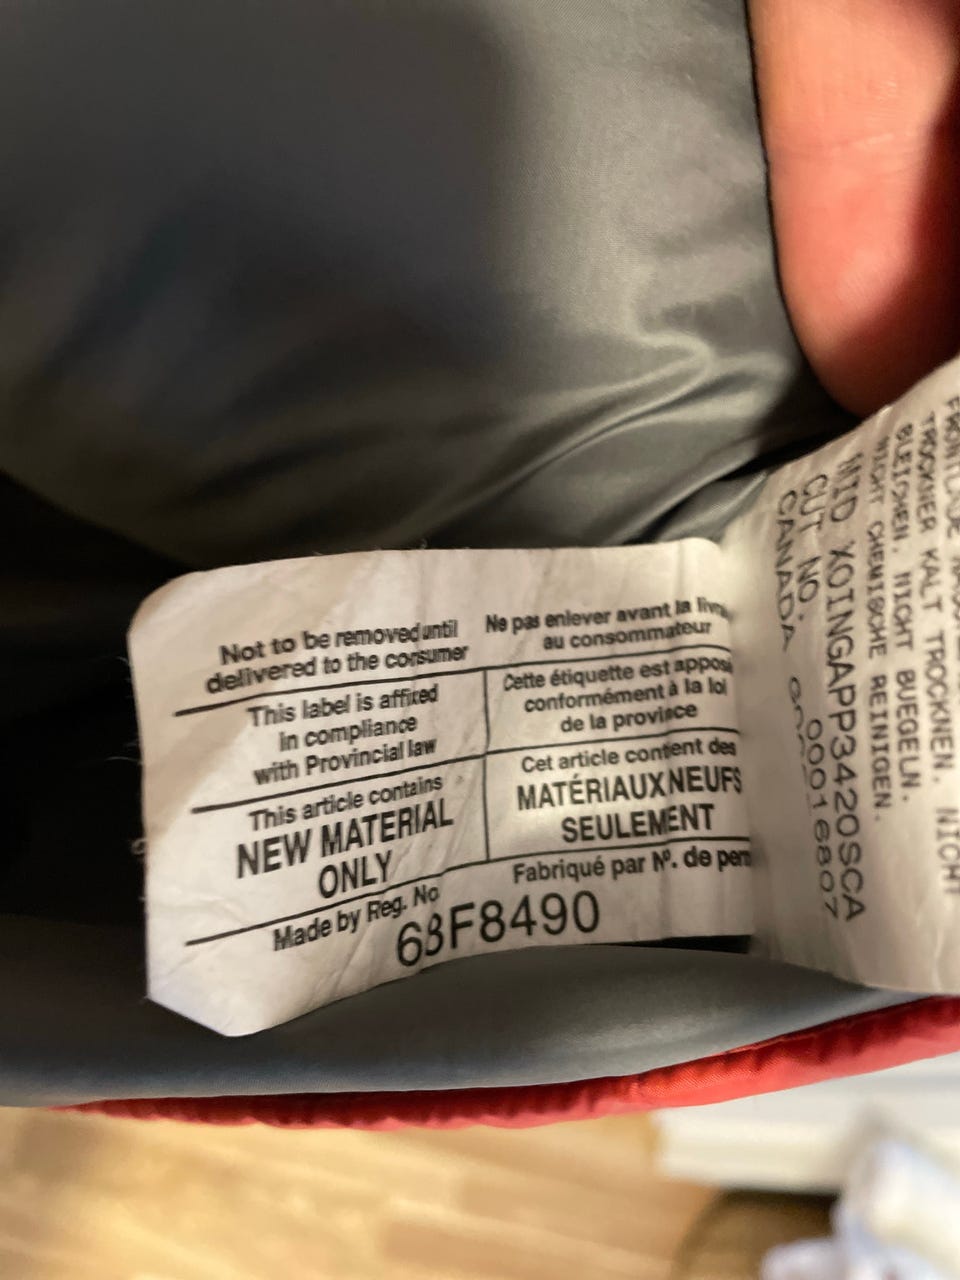 Not to be removed until
delivered to the consumer
This label is affixed
in compliance
with Provincial law
This article contains
NEW MATERIAL
ONLY
Made by Reg. No
Ne pas enlever avant la
au consommateur
Cette étiquette est
conformément à la loi
de la province
Cet article contient des
MATÉRIAUX NEUFS
SEULEMENT
Fabriqué par Nº. de
68F8490
TROCKNER KALT TROCKNEN. NICHT
BLEICHEN. NICHT BUEGELN.
NICHT CHEMISCHE REINIGEN.
MID XOINGAPP3420SCA
CUT NO. 00016807
CANADA